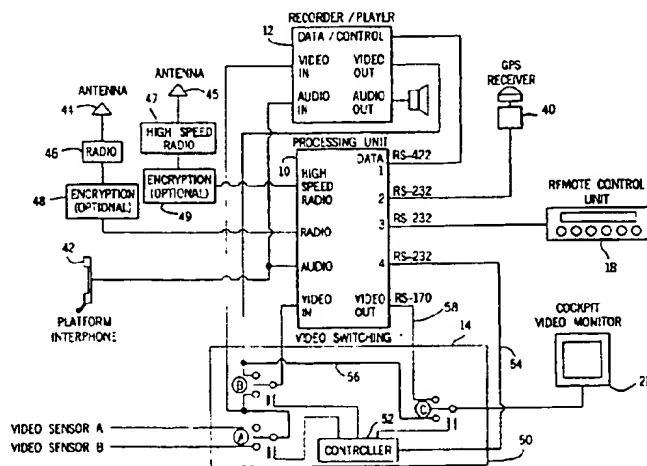 RECORDER / PLAYER
12
DATA / CONTROL
VIDEO IN
VIDEO OUT
AUDIO IN
AUDIO OUT
ANTENNA
44
ANTENNA
45
47
HIGH SPEED RADIO
46
RADIO
ENCRYPTION (OPTIONAL)
48
ENCRYPTION (OPTIONAL)
49
GPS RECEIVER
40
PROCESSING UNIT
10
HIGH SPEED RADIO
RADIO
AUDIO
VIDEO IN
DATA
1
2
3
4
VIDEO OUT
RS-422
RS-232
RS 232
RS-232
RS-170
REMOTE CONTROL UNIT
18
42
PLATFORM INTERPHONE
VIDEO SWITCHING
14
58
54
56
COCKPIT VIDEO MONITOR
B
C
A
52
CONTROLLER
50
VIDEO SENSOR A
VIDEO SENSOR B